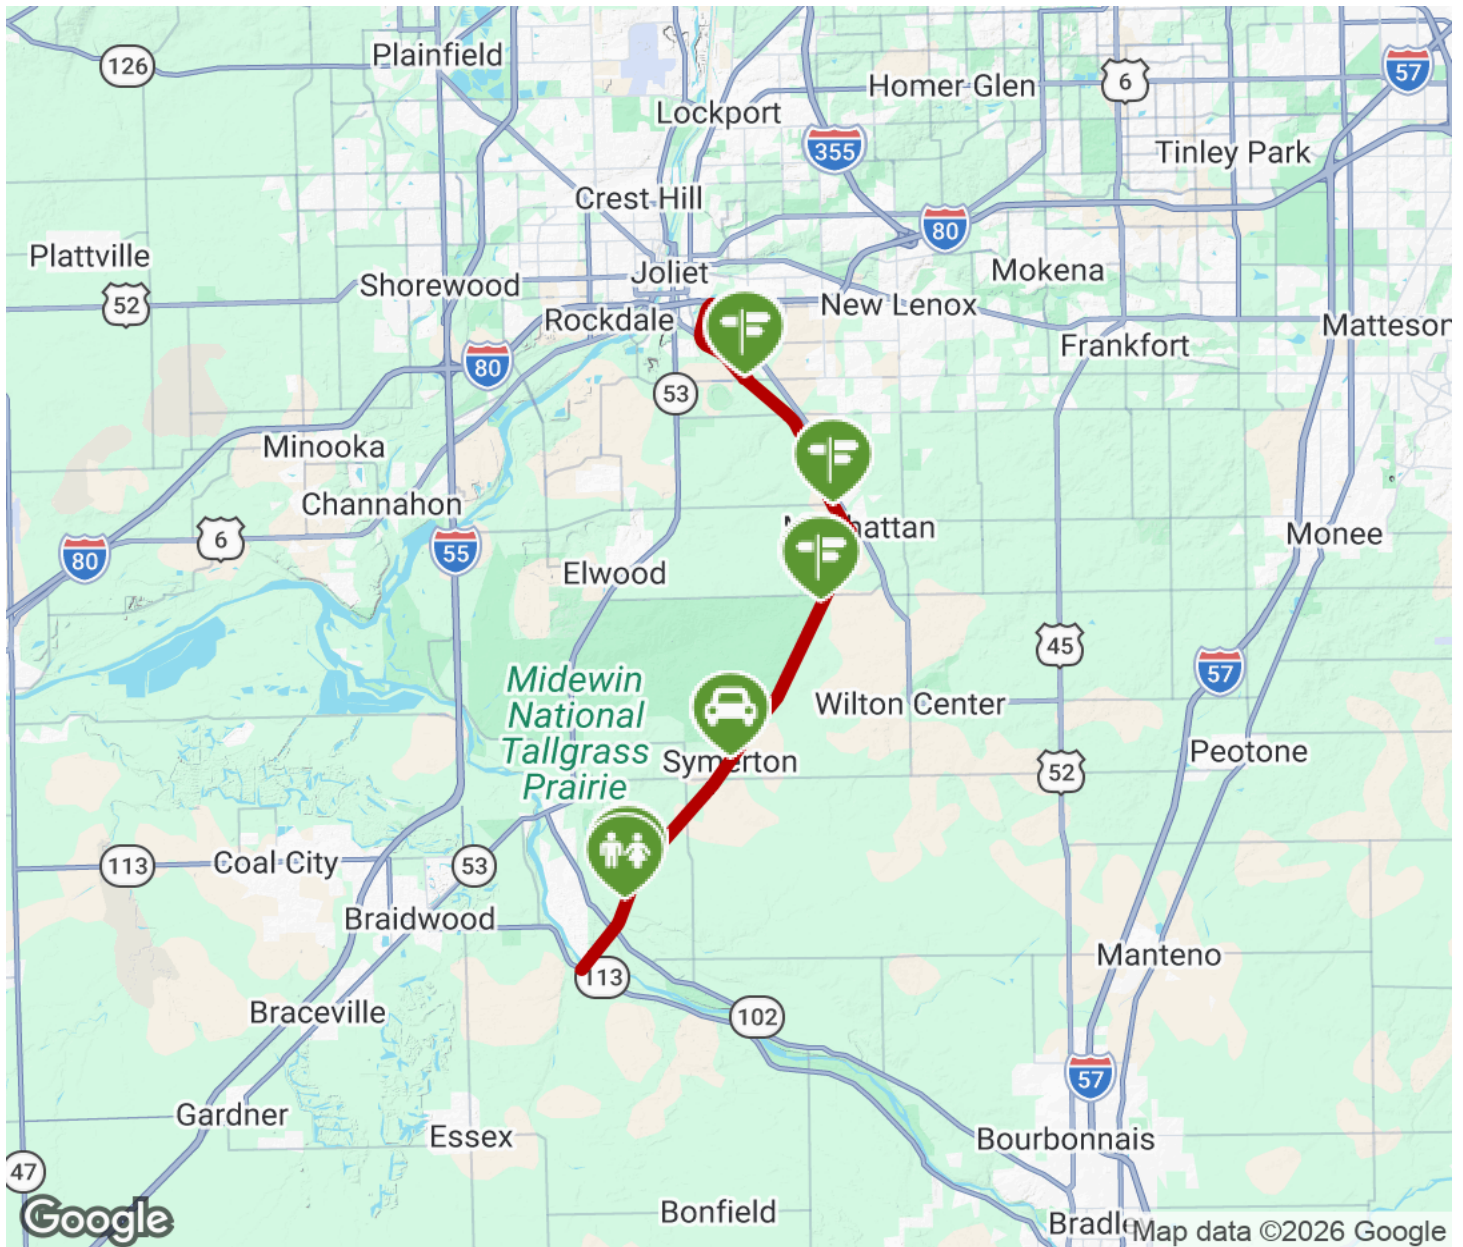 Plainfield
126
Homer Glen
6
57
Lockport
355
Tinley Park
Crest Hill
80
Plattville
Joliet
Mokena
52
Shorewood
New Lenox
Rockdale
Matteson
Frankfort
80
53
Minooka
Channahon
hattan
Monee
6
80
55
Elwood
45
57
Midewin
National
Tallgrass
Prairie
Wilton Center
Symerton
Peotone
52
113
Coal City
53
Braidwood
Manteno
113
Braceville
102
57
Gardner
Essex
Bourbonnais
47
Bonfield
Google
Bradle
Map data ©2026 Google